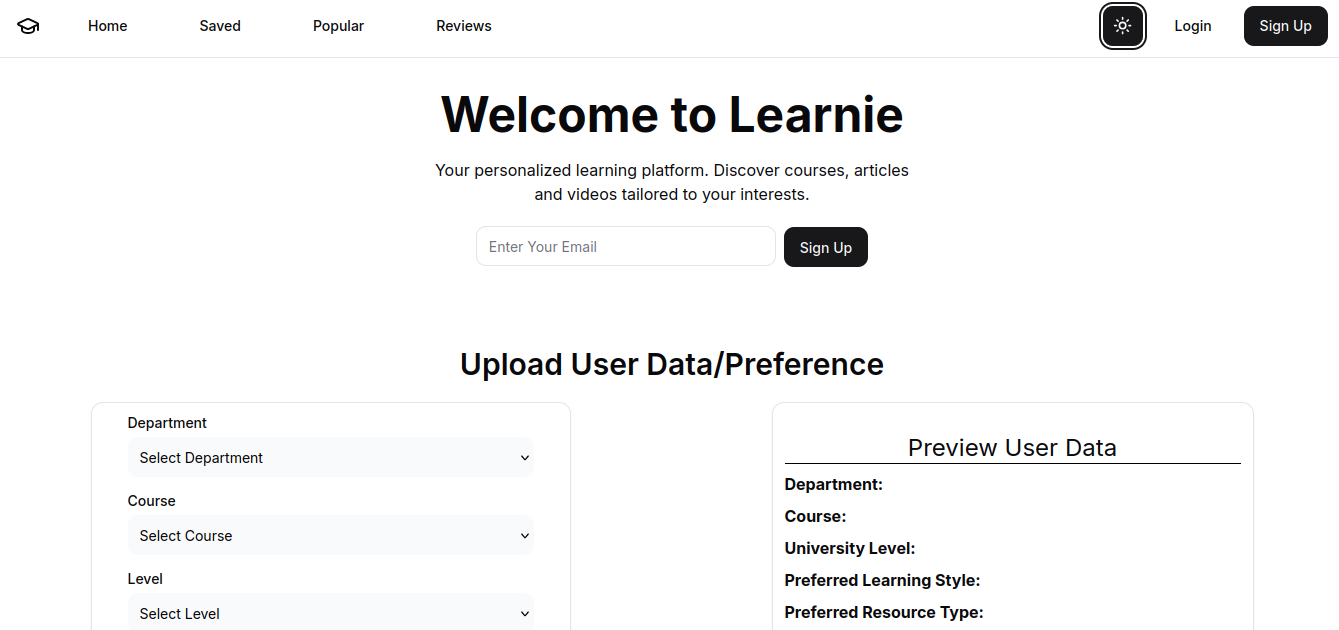 Home
Saved
Popular
Reviews
Login
Sign Up
Welcome to Learnie
Your personalized learning platform. Discover courses, articles
and videos tailored to your interests.
Enter Your Email
Sign Up
Upload User Data/Preference
Department
Select Department
Course
Select Course
Level
Select Level
Preview User Data
Department:
Course:
University Level:
Preferred Learning Style:
Preferred Resource Type: